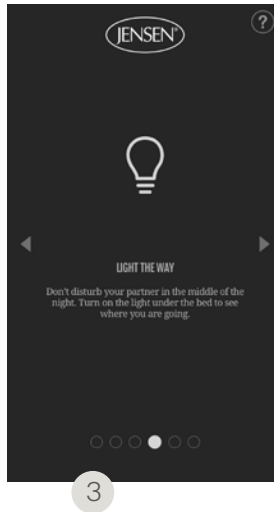 JENSEN®
?
LIGHT THE WAY
Don't disturb your partner in the middle of the
night. Turn on the light under the bed to see
where you are going.
3